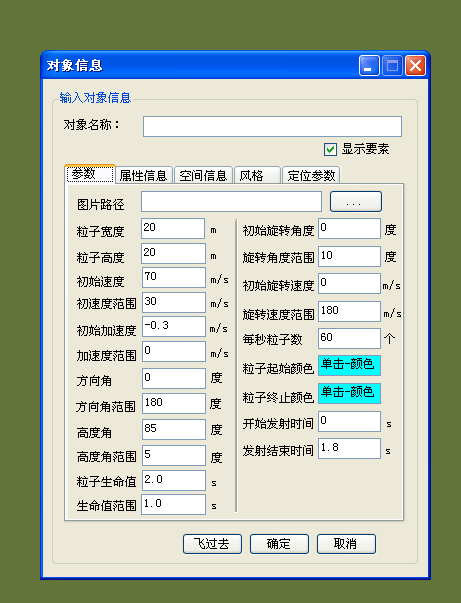 对象信息
输入对象信息
对象名称：
显示要素
参数 属性信息 空间信息 风格 定位参数
图片路径 ...
粒子宽度 20 m 初始旋转角度 0 度
粒子高度 20 m 旋转角度范围 10 度
初始速度 70 m/s 初始旋转速度 0 m/s
初速度范围 30 m/s 旋转速度范围 180 m/s
初始加速度 -0.3 m/s 每秒粒子数 60 个
加速度范围 0 m/s 粒子起始颜色 单击-颜色
方向角 0 度 粒子终止颜色 单击-颜色
方向角范围 180 度 开始发射时间 0 s
高度角 85 度 发射结束时间 1.8 s
高度角范围 5 度
粒子生命值 2.0 s
生命值范围 1.0 s
飞过去 确定 取消